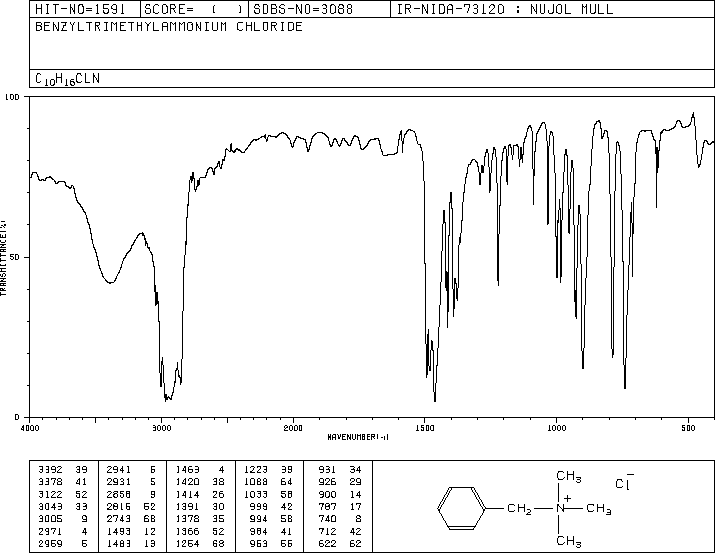 HIT-NO=1591 SCORE= ( ) SDBS-NO=3088 IR-NIDA-73120 : NUJOL MULL
BENZYLTRIMETHYLAMMONIUM CHLORIDE
C10H16CLN
100
50
0
TRANSMITTANCE(%)
4000 3000 2000 1500 1000 500
WAVENUMBER(-1)
3392 39 2941 6 1463 4 1223 39 931 34
3378 41 2931 5 1420 38 1088 64 926 29
3122 52 2858 9 1414 26 1033 58 900 14
3043 33 2816 62 1391 30 999 42 787 17
3005 9 2743 68 1378 35 994 58 740 8
2971 4 1493 12 1366 52 984 41 712 42
2959 5 1483 13 1254 68 953 55 622 62
CH3
Cl−
CH2 N+ CH3
CH3